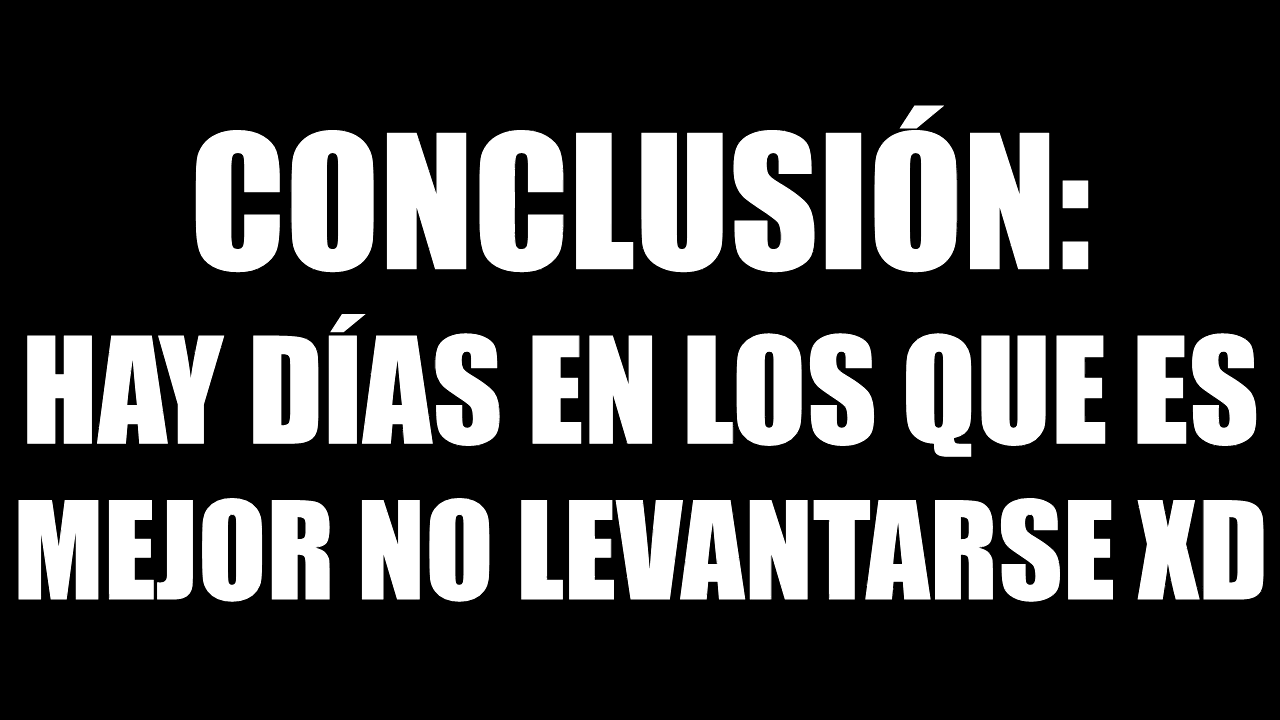 CONCLUSIÓN:
HAY DÍAS EN LOS QUE ES
MEJOR NO LEVANTARSE XD